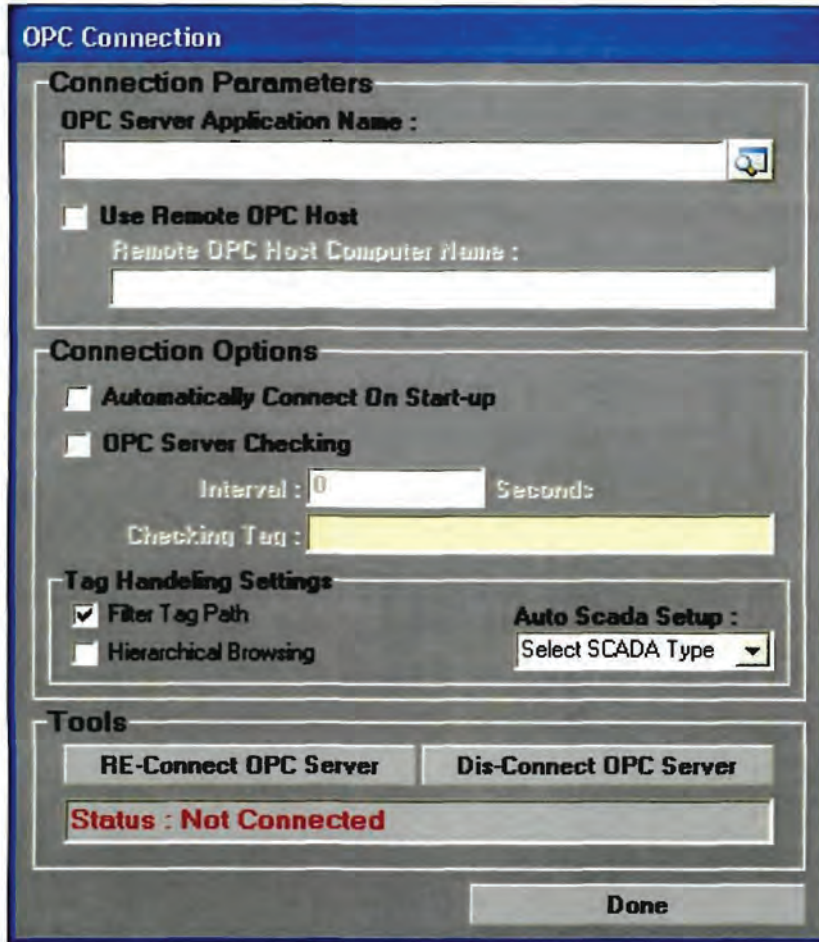 OPC Connection
Connection Parameters
OPC Server Application Name :
Use Remote OPC Host
Remote OPC Host Computer Name :
Connection Options
Automatically Connect On Start-up
OPC Server Checking
Interval : 0 Seconds
Checking Tag :
Tag Handeling Settings
Filter Tag Path
Auto Scada Setup :
Hierarchical Browsing
Select SCADA Type
Tools
RE-Connect OPC Server
Dis-Connect OPC Server
Status : Not Connected
Done